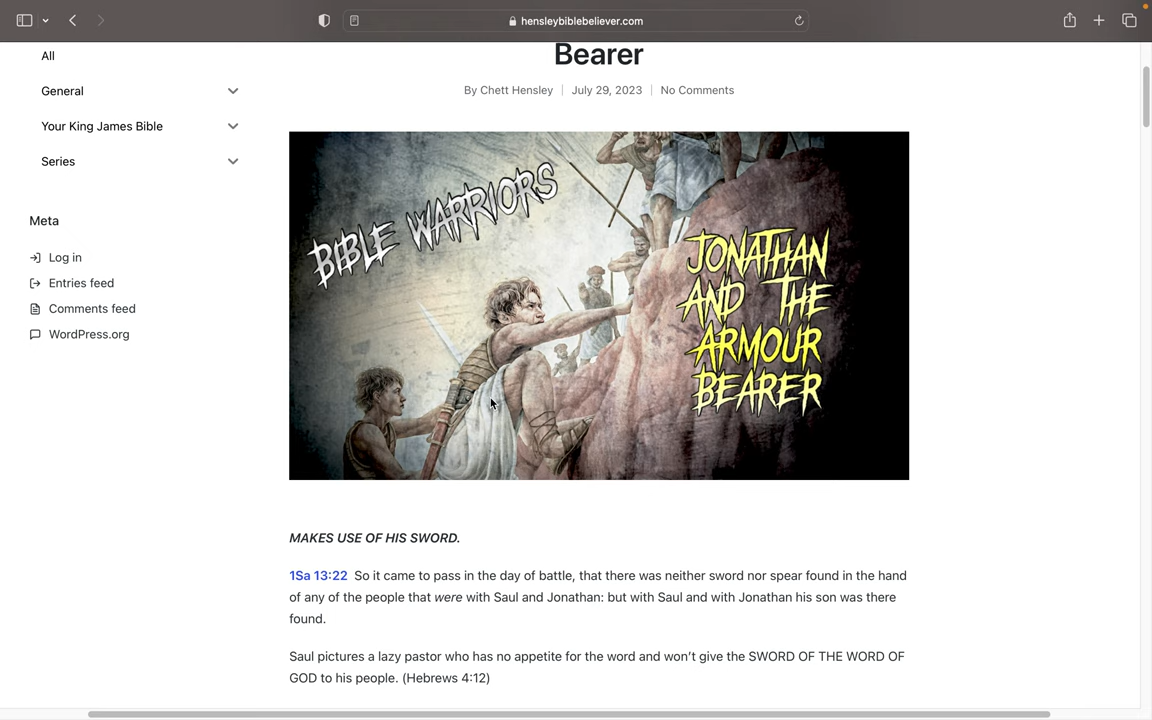 hensleybiblebeliever.com
All
General
Your King James Bible
Series
Meta
Log in
Entries feed
Comments feed
WordPress.org
Bearer
By Chett Hensley | July 29, 2023 | No Comments
BIBLE WARRIORS
JONATHAN
AND THE
ARMOUR
BEARER
MAKES USE OF HIS SWORD.
1Sa 13:22 So it came to pass in the day of battle, that there was neither sword nor spear found in the hand
of any of the people that were with Saul and Jonathan: but with Saul and with Jonathan his son was there
found.
Saul pictures a lazy pastor who has no appetite for the word and won’t give the SWORD OF THE WORD OF
GOD to his people. (Hebrews 4:12)